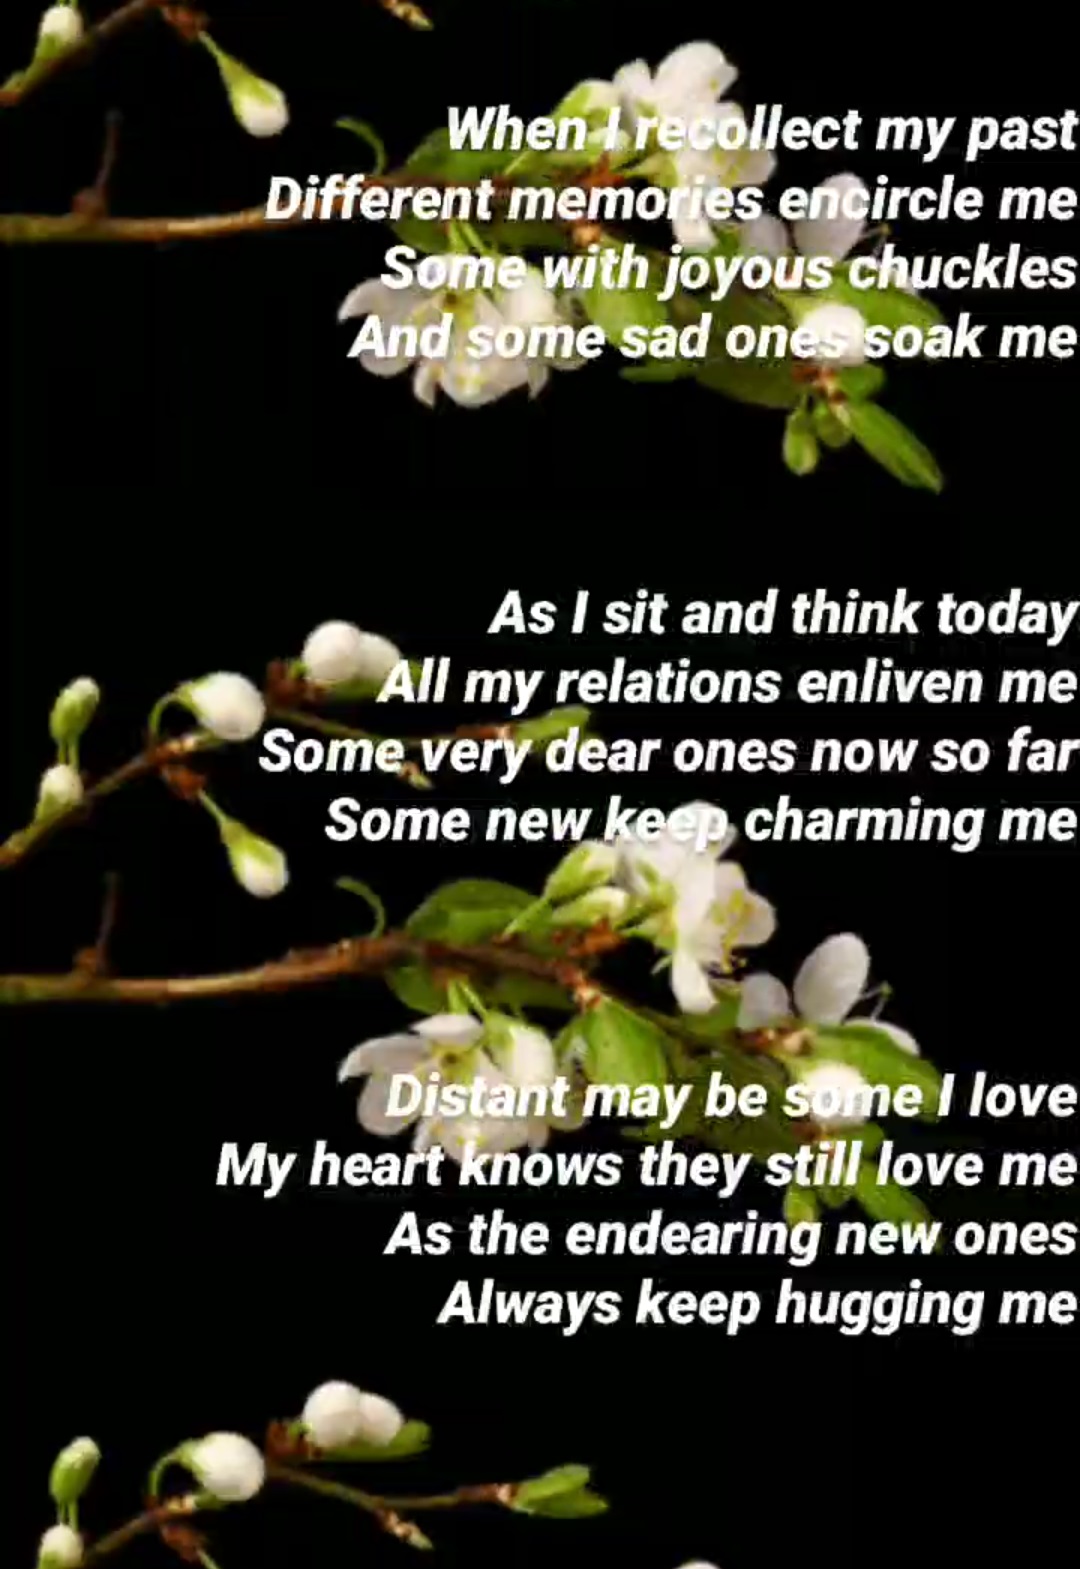 When I recollect my past
Different memories encircle me
Some with joyous chuckles
And some sad ones soak me
As I sit and think today
All my relations enliven me
Some very dear ones now so far
Some new keep charming me
Distant may be some I love
My heart knows they still love me
As the endearing new ones
Always keep hugging me